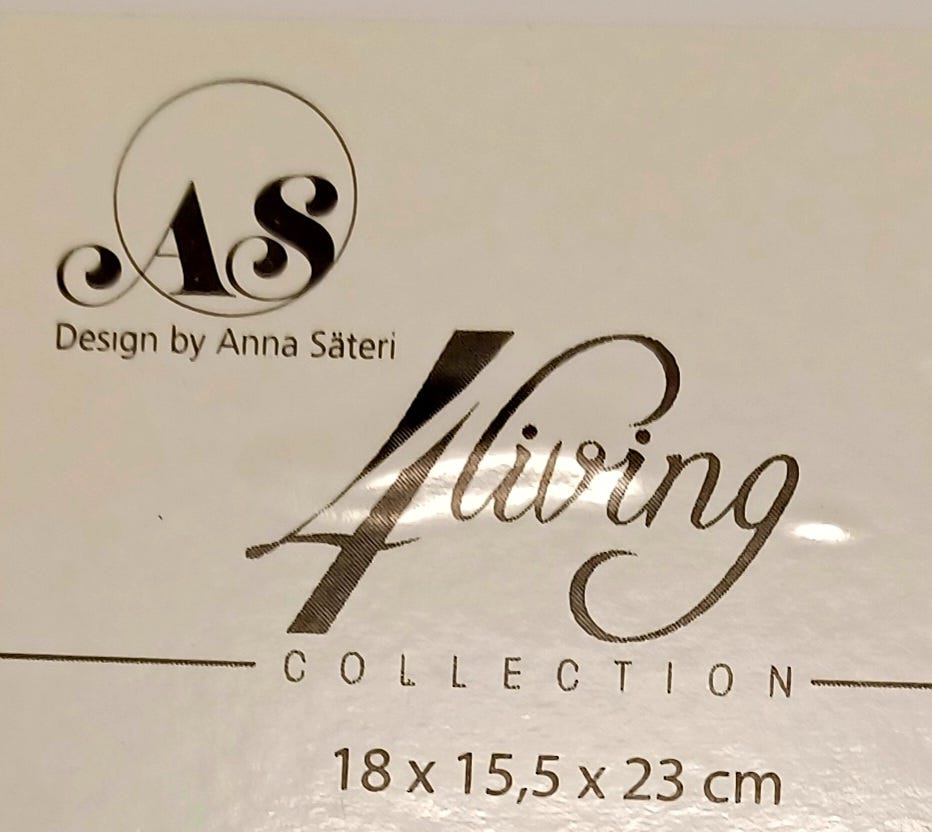 AS
Design by Anna Säteri
4living
COLLECTION
18 x 15,5 x 23 cm